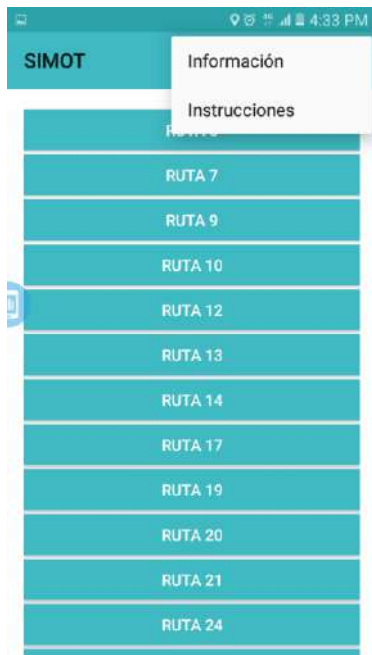 4:33 PM
SIMOT
Información
Instrucciones
RUTA 7
RUTA 9
RUTA 10
RUTA 12
RUTA 13
RUTA 14
RUTA 17
RUTA 19
RUTA 20
RUTA 21
RUTA 24